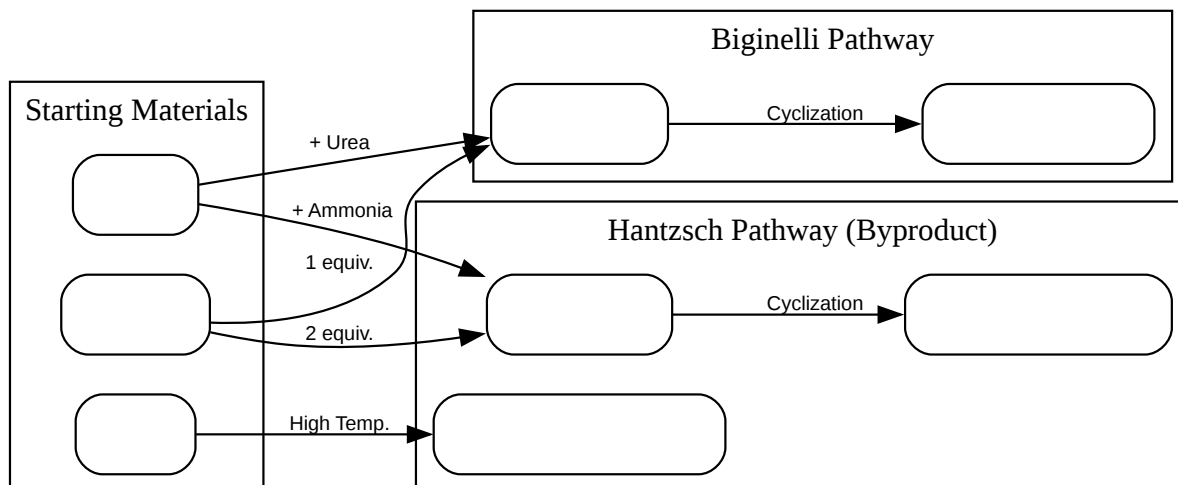 Biginelli Pathway
Cyclization
Starting Materials
+ Urea
+ Ammonia
Hantzsch Pathway (Byproduct)
1 equiv.
Cyclization
2 equiv.
High Temp.